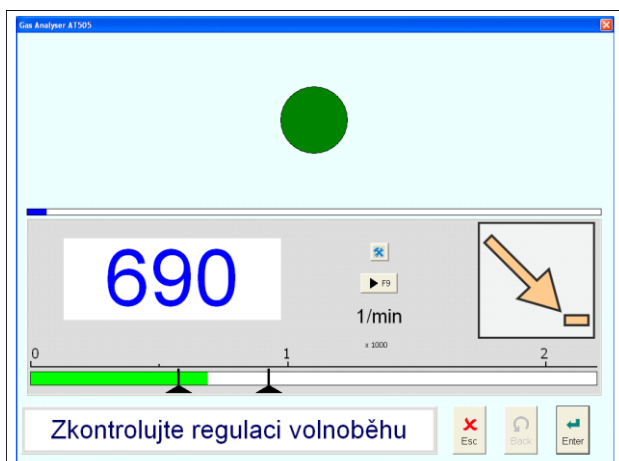 Gas Analyser AT505
690
F9
1/min
x 1000
0 1 2
Zkontrolujte regulaci volnoběhu
Esc Back Enter